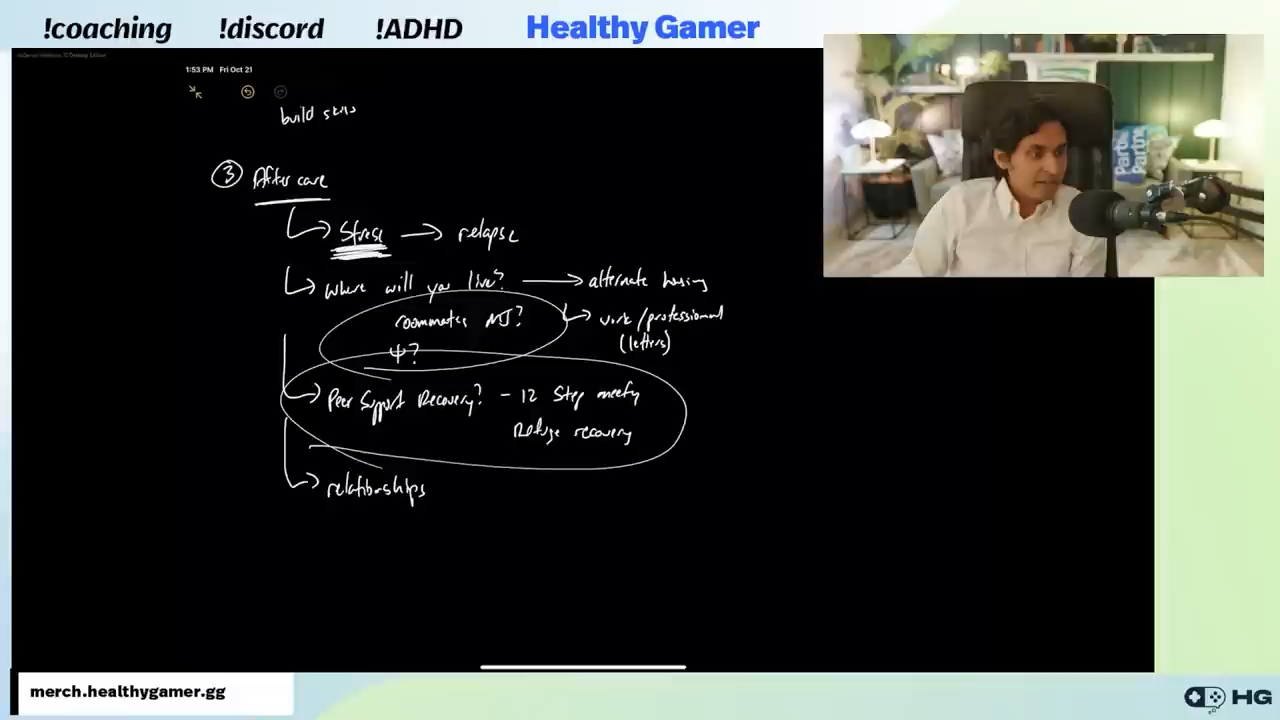 !coaching !discord !ADHD Healthy Gamer
1:53 PM Fri Oct 21
build skills
3 After care
Stress → relapse
where will you live? → alternate housing
roommates MJ? → work/professional
ψ? (letters)
Peer Support Recovery? - 12 Step meeting
Refuge recovery
relationships
merch.healthygamer.gg
HG